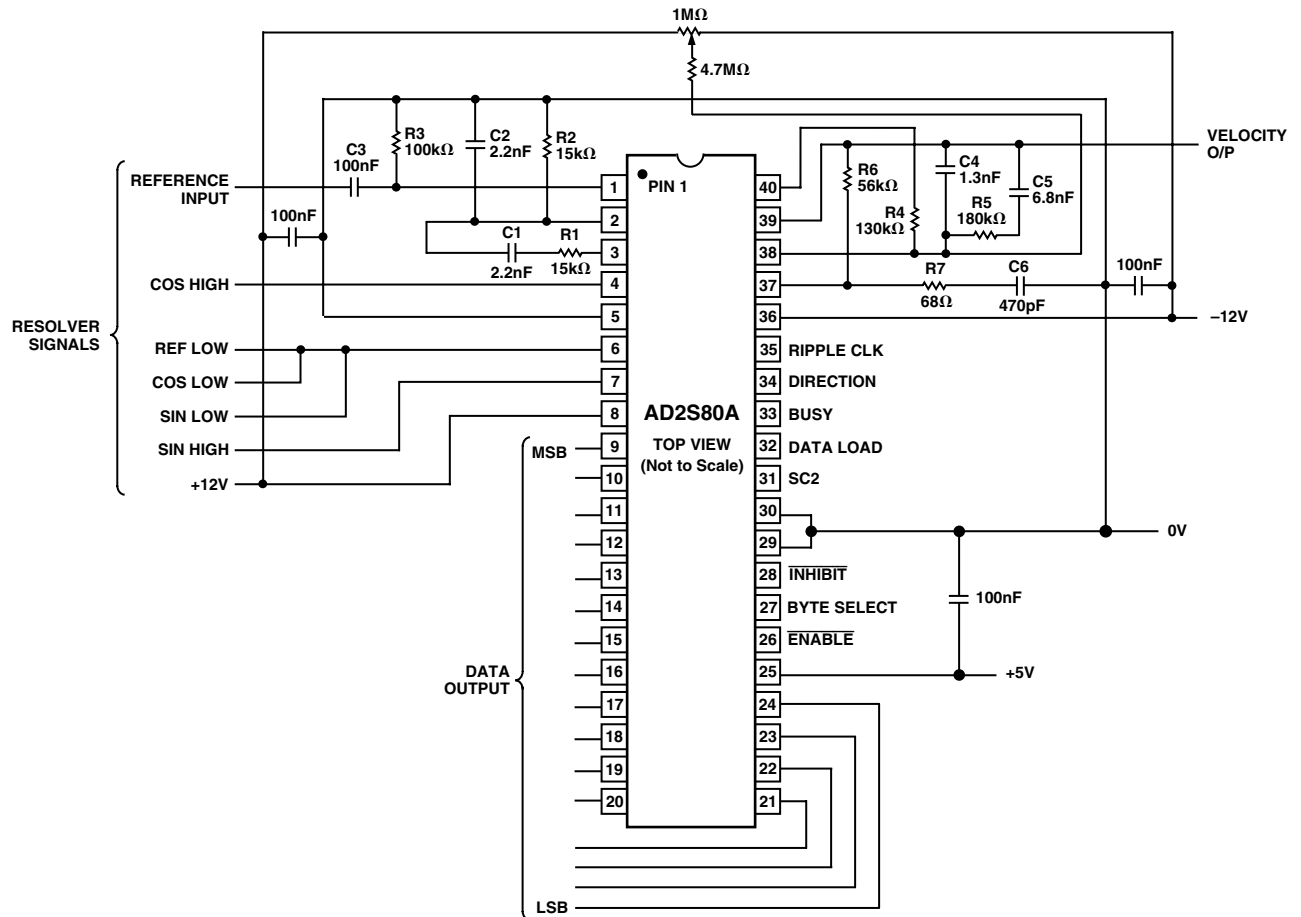 1MΩ
4.7MΩ
R3
100kΩ
C2
2.2nF
R2
15kΩ
C3
100nF
REFERENCE
INPUT
100nF
C1
2.2nF
R1
15kΩ
COS HIGH
RESOLVER
SIGNALS
REF LOW
COS LOW
SIN LOW
SIN HIGH
+12V
MSB
DATA
OUTPUT
LSB
PIN 1
AD2S80A
TOP VIEW
(Not to Scale)
1
2
3
4
5
6
7
8
9
10
11
12
13
14
15
16
17
18
19
20
40
39
38
37
36
35 RIPPLE CLK
34 DIRECTION
33 BUSY
32 DATA LOAD
31 SC2
30
29
28 INHIBIT
27 BYTE SELECT
26 ENABLE
25
24
23
22
21
R6
56kΩ
R4
130kΩ
C4
1.3nF
R5
180kΩ
C5
6.8nF
VELOCITY
O/P
R7
68Ω
C6
470pF
100nF
–12V
0V
100nF
+5V